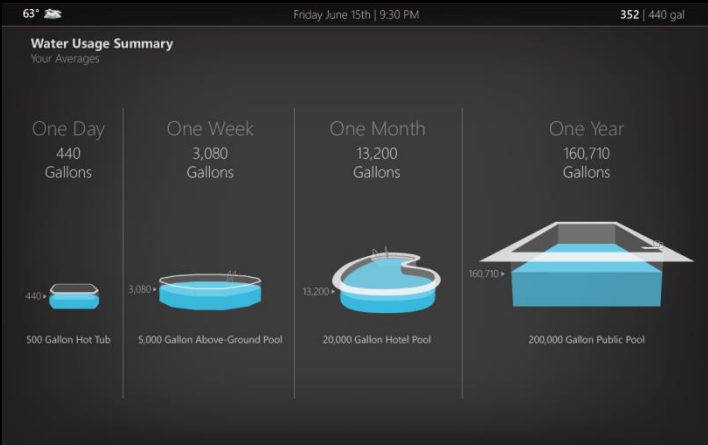 63°
Friday June 15th | 9:30 PM
352 | 440 gal
Water Usage Summary
Your Averages
One Day
440
Gallons
One Week
3,080
Gallons
One Month
13,200
Gallons
One Year
160,710
Gallons
440
3,080
13,200
160,710
500 Gallon Hot Tub
5,000 Gallon Above-Ground Pool
20,000 Gallon Hotel Pool
200,000 Gallon Public Pool